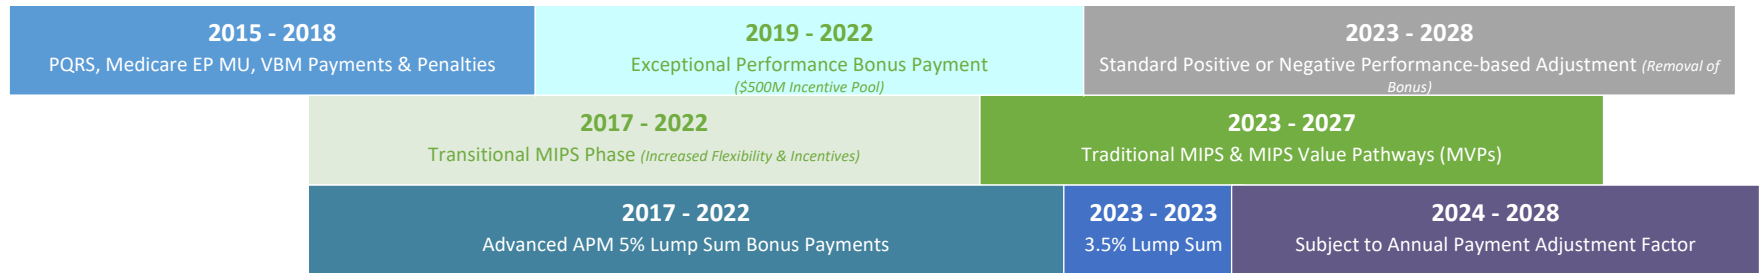 2015 - 2018
PQRS, Medicare EP MU, VBM Payments & Penalties
2019 - 2022
Exceptional Performance Bonus Payment
($500M Incentive Pool)
2023 - 2028
Standard Positive or Negative Performance-based Adjustment (Removal of
Bonus)
2017 - 2022
Transitional MIPS Phase (Increased Flexibility & Incentives)
2023 - 2027
Traditional MIPS & MIPS Value Pathways (MVPs)
2017 - 2022
Advanced APM 5% Lump Sum Bonus Payments
2023 - 2023
3.5% Lump Sum
2024 - 2028
Subject to Annual Payment Adjustment Factor